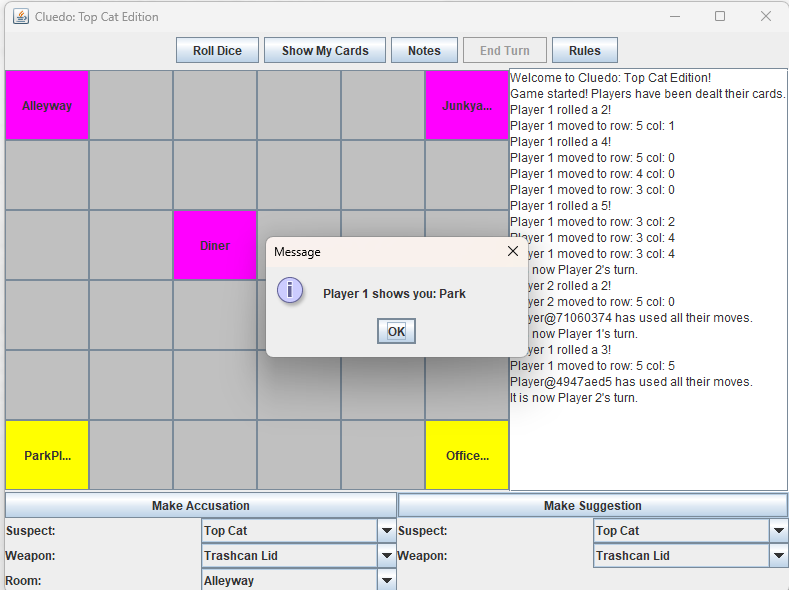 Cluedo: Top Cat Edition
Roll Dice Show My Cards Notes End Turn Rules
Alleyway
Junkya...
Diner
ParkPl...
Office...
Welcome to Cluedo: Top Cat Edition!
Game started! Players have been dealt their cards.
Player 1 rolled a 2!
Player 1 moved to row: 5 col: 1
Player 1 rolled a 4!
Player 1 moved to row: 5 col: 0
Player 1 moved to row: 4 col: 0
Player 1 moved to row: 3 col: 0
Player 1 rolled a 5!
Player 1 moved to row: 3 col: 2
yer 1 moved to row: 3 col: 4
yer 1 moved to row: 3 col: 4
now Player 2's turn.
yer 2 rolled a 2!
yer 2 moved to row: 5 col: 0
yer@71060374 has used all their moves.
now Player 1's turn.
yer 1 rolled a 3!
Player 1 moved to row: 5 col: 5
Player@4947aed5 has used all their moves.
It is now Player 2's turn.
Message
Player 1 shows you: Park
OK
Make Accusation
Suspect: Top Cat
Weapon: Trashcan Lid
Room: Alleyway
Make Suggestion
Suspect: Top Cat
Weapon: Trashcan Lid